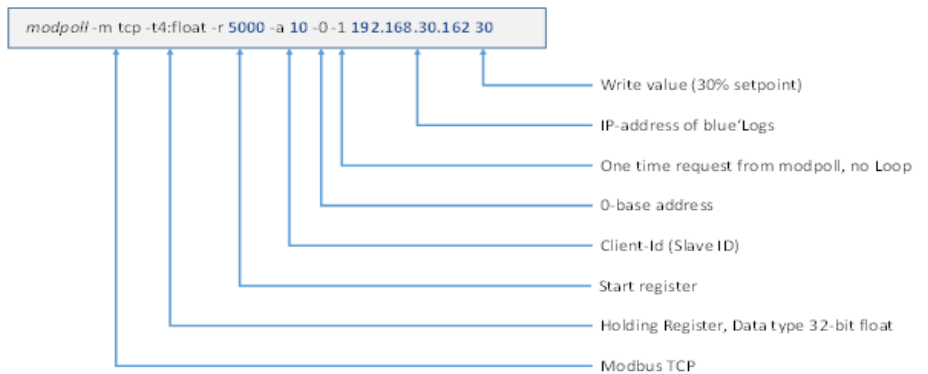 modpoll -m tcp -t4:float -r 5000 -a 10 -0 -1 192.168.30.162 30
Write value (30% setpoint)
IP-address of blue‘Logs
One time request from modpoll, no Loop
0-base address
Client-Id (Slave ID)
Start register
Holding Register, Data type 32-bit float
Modbus TCP